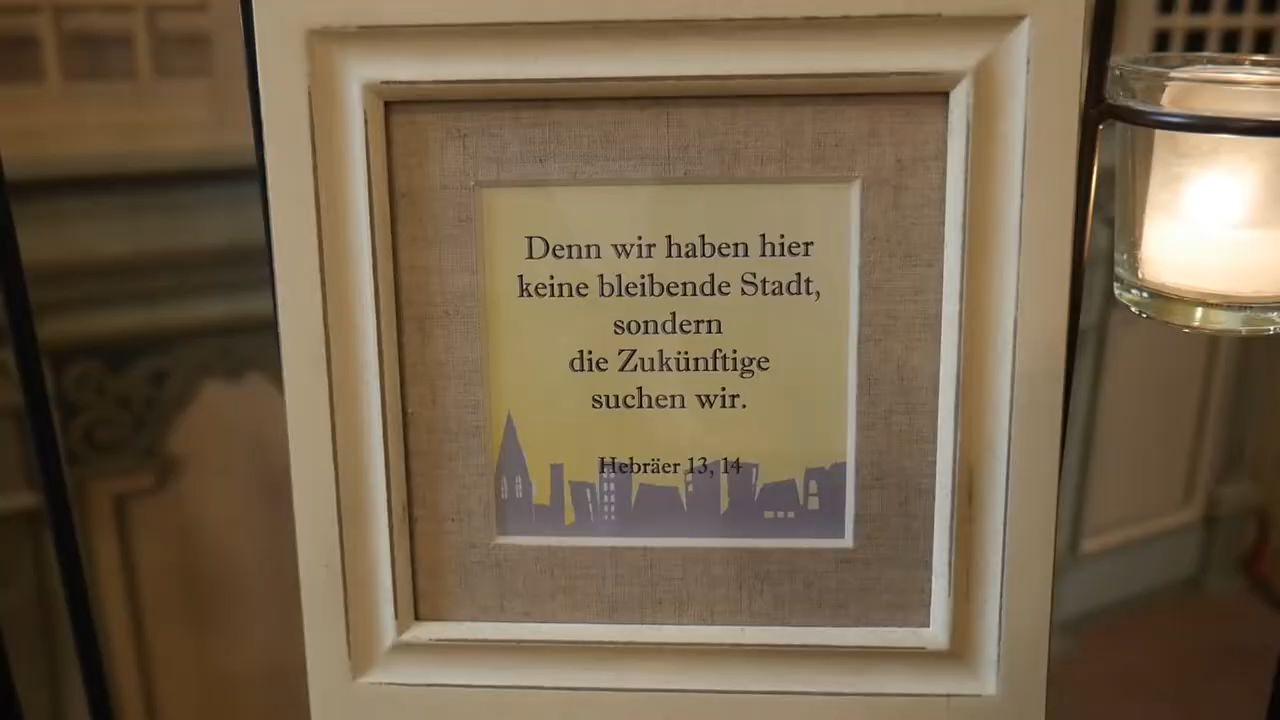 Denn wir haben hier
keine bleibende Stadt,
sondern
die Zukünftige
suchen wir.
Hebräer 13, 14